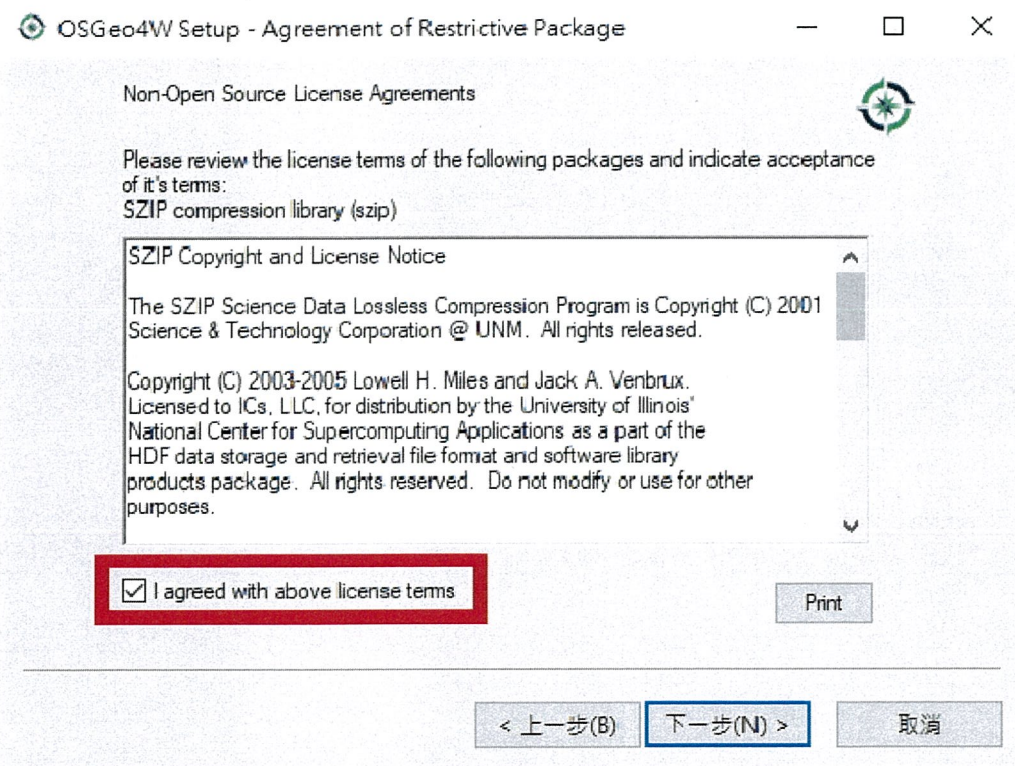 OSGeo4W Setup - Agreement of Restrictive Package
Non-Open Source License Agreements
Please review the license terms of the following packages and indicate acceptance
of it's terms:
SZIP compression library (szip)
SZIP Copyright and License Notice
The SZIP Science Data Lossless Compression Program is Copyright (C) 2001
Science & Technology Corporation @ UNM.  All rights released.
Copyright (C) 2003-2005 Lowell H. Miles and Jack A. Venbrux.
Licensed to ICs, LLC, for distribution by the University of Illinois'
National Center for Supercomputing Applications as a part of the
HDF data storage and retrieval file format and software library
products package.  All rights reserved.  Do not modify or use for other
purposes.
I agreed with above license terms
Print
< 上一步(B)
下一步(N) >
取消